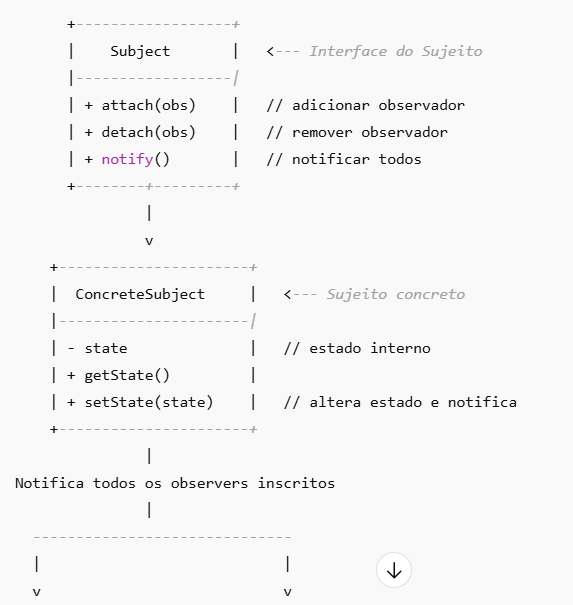 +------------------+
|    Subject       |   <--- Interface do Sujeito
|------------------|
| + attach(obs)    |   // adicionar observador
| + detach(obs)    |   // remover observador
| + notify()       |   // notificar todos
+--------+---------+
|
v
+----------------------+
|  ConcreteSubject     |   <--- Sujeito concreto
|----------------------|
| - state              |   // estado interno
| + getState()         |
| + setState(state)    |   // altera estado e notifica
+----------------------+
|
Notifica todos os observers inscritos
|
------------------------------
|                            |
v                            v